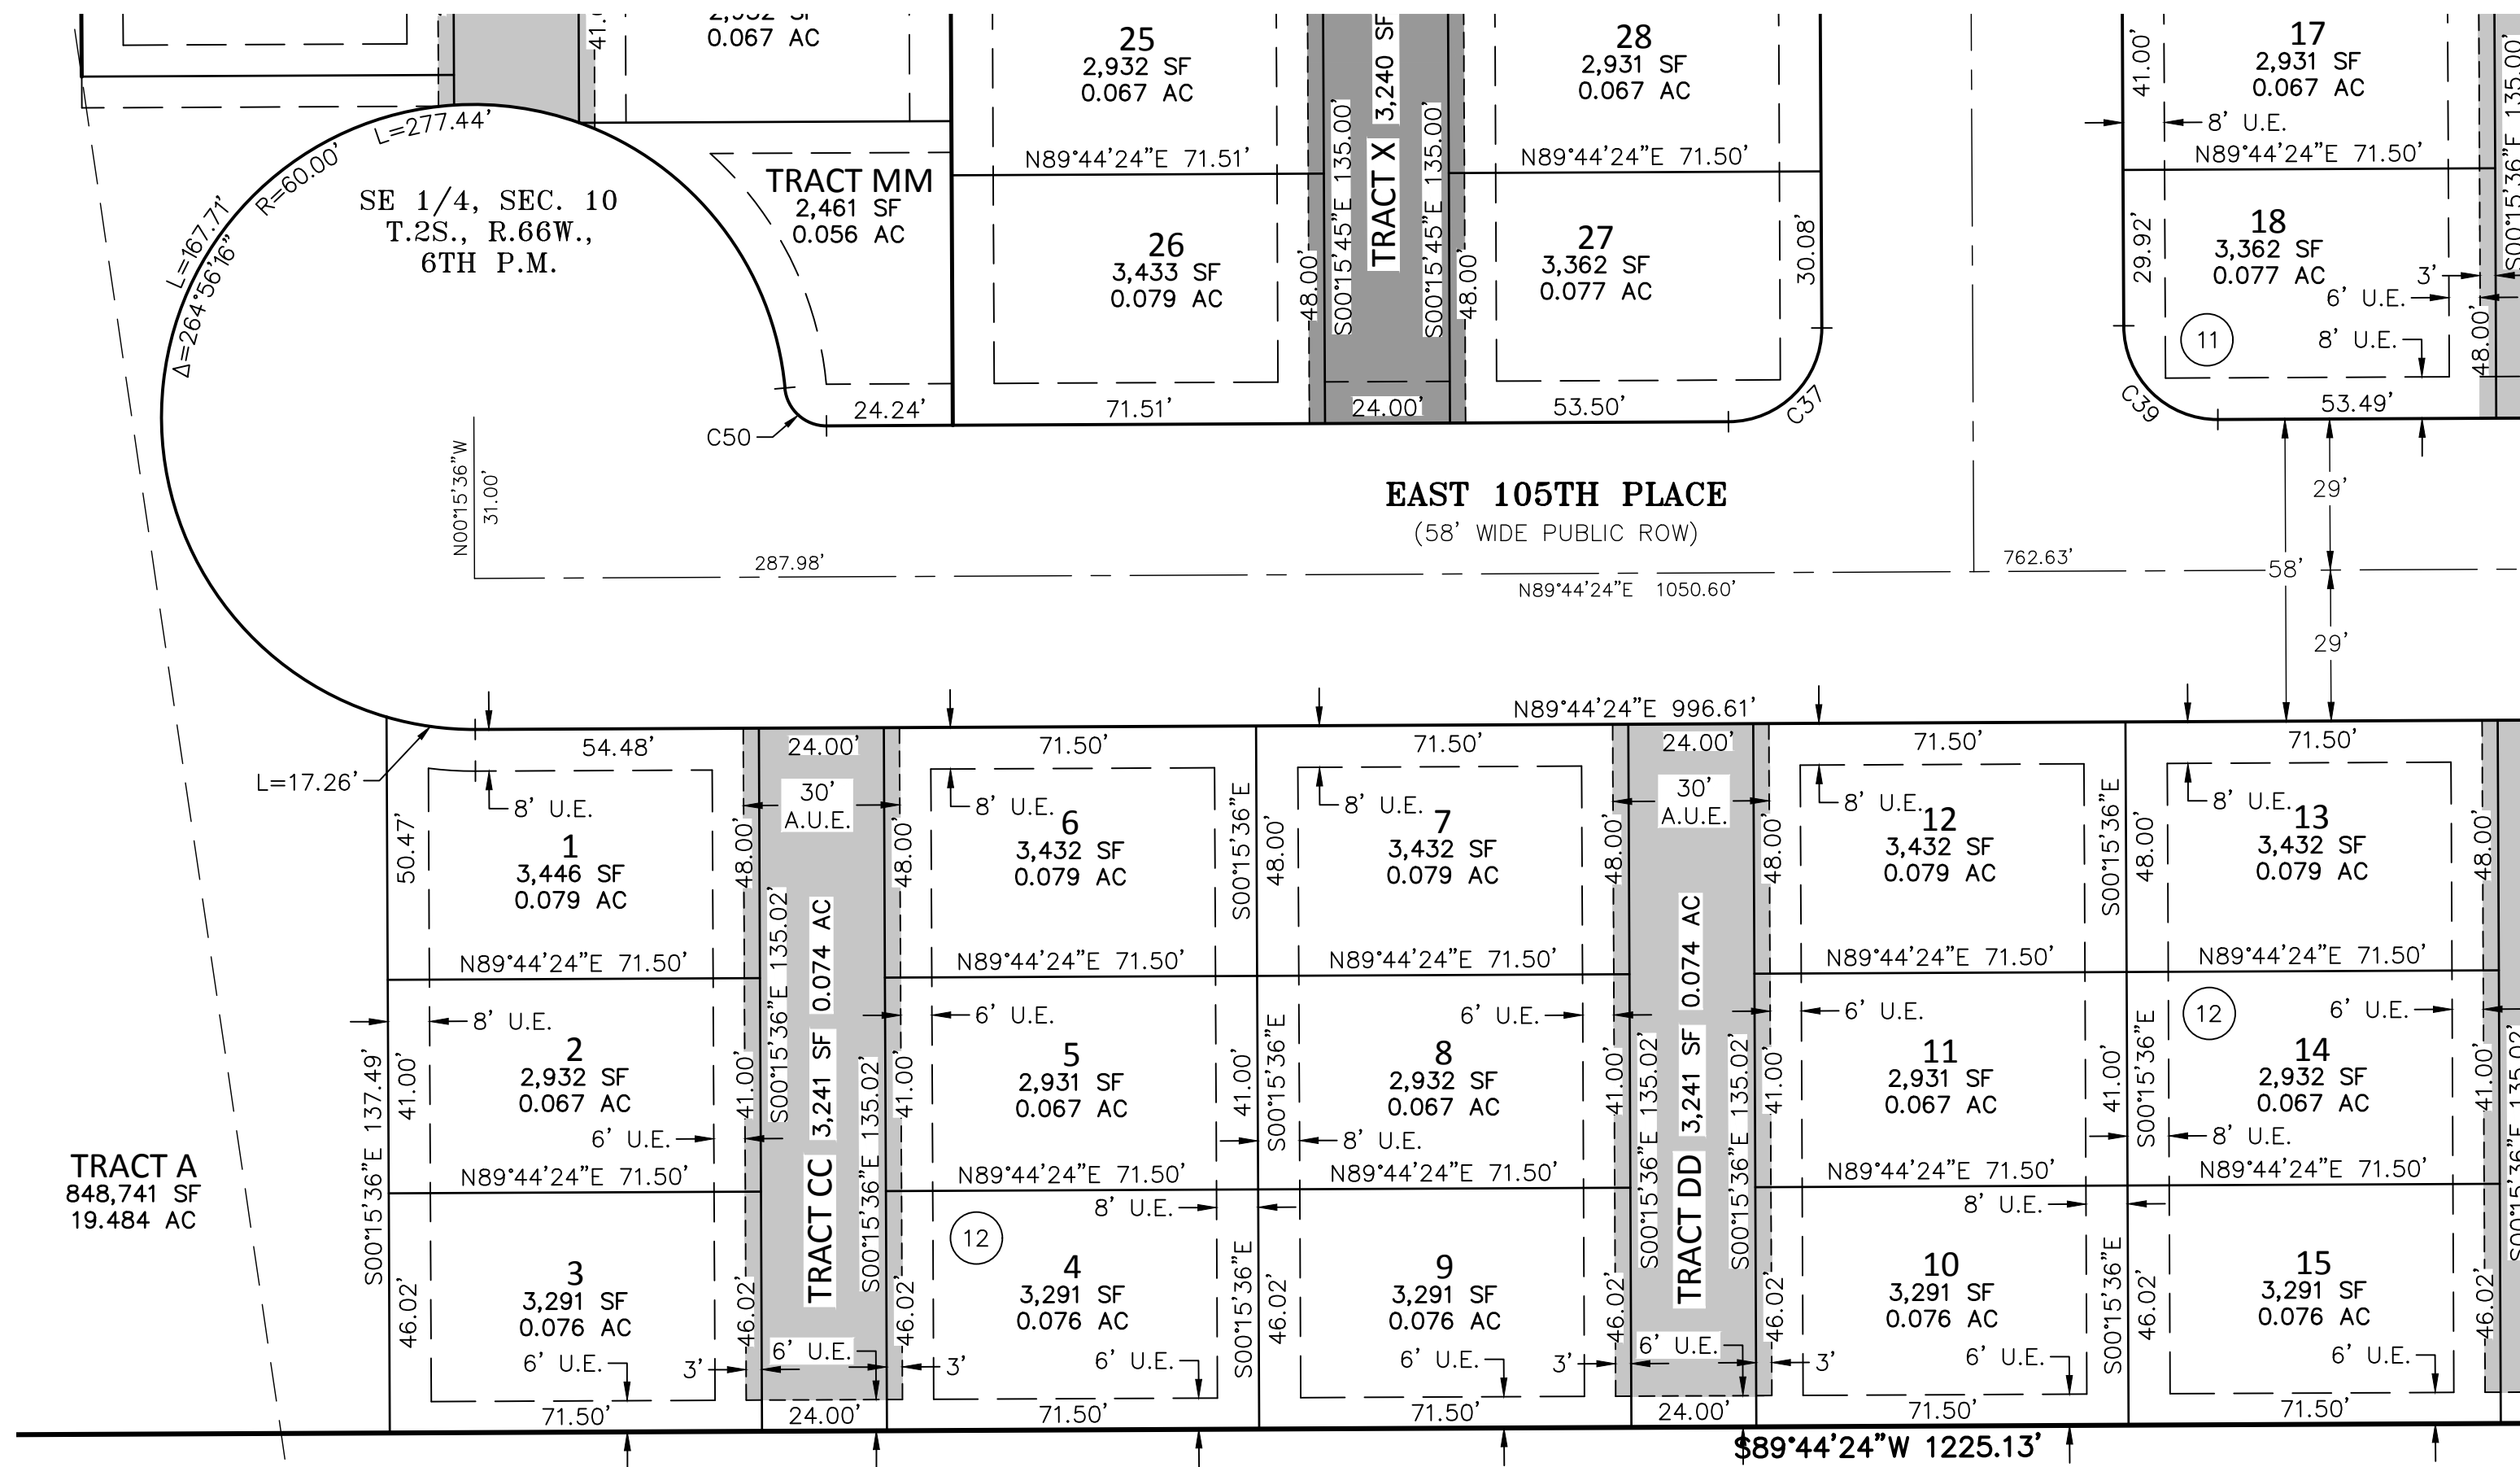 0.067 AC
41.0
25
2,932 SF
0.067 AC
N89°44'24"E 71.51'
26
3,433 SF
0.079 AC
71.51'
48.00'
S00°15'45"E 135.00'
TRACT X
3,240 SF
S00°15'45"E 135.00'
48.00'
24.00'
28
2,931 SF
0.067 AC
N89°44'24"E 71.50'
27
3,362 SF
0.077 AC
30.08'
53.50'
C37
17
2,931 SF
0.067 AC
41.00'
8' U.E.
N89°44'24"E 71.50'
18
3,362 SF
0.077 AC
29.92'
3'
6' U.E.
11
8' U.E.
48.00'
S00°15'36"E 135.00'
C39
53.49'
L=277.44'
R=60.00'
L=167.71'
Δ=264°56'16"
SE 1/4, SEC. 10
T.2S., R.66W.,
6TH P.M.
TRACT MM
2,461 SF
0.056 AC
24.24'
C50
N00°15'36"W
31.00'
EAST 105TH PLACE
(58' WIDE PUBLIC ROW)
287.98'
N89°44'24"E 1050.60'
762.63'
29'
58'
29'
N89°44'24"E 996.61'
L=17.26'
54.48'
24.00'
71.50'
71.50'
24.00'
71.50'
71.50'
8' U.E.
30'
A.U.E.
8' U.E.
8' U.E.
30'
A.U.E.
8' U.E.
8' U.E.
50.47'
1
3,446 SF
0.079 AC
48.00'
48.00'
6
3,432 SF
0.079 AC
S00°15'36"E
48.00'
7
3,432 SF
0.079 AC
48.00'
48.00'
12
3,432 SF
0.079 AC
S00°15'36"E
48.00'
13
3,432 SF
0.079 AC
48.00'
N89°44'24"E 71.50'
N89°44'24"E 71.50'
N89°44'24"E 71.50'
N89°44'24"E 71.50'
N89°44'24"E 71.50'
8' U.E.
6' U.E.
6' U.E.
6' U.E.
12
6' U.E.
S00°15'36"E 137.49'
41.00'
2
2,932 SF
0.067 AC
6' U.E.
41.00'
S00°15'36"E 135.02'
TRACT CC
3,241 SF
0.074 AC
S00°15'36"E 135.02'
41.00'
5
2,931 SF
0.067 AC
41.00'
S00°15'36"E
8
2,932 SF
0.067 AC
8' U.E.
41.00'
S00°15'36"E 135.02'
TRACT DD
3,241 SF
0.074 AC
S00°15'36"E 135.02'
41.00'
11
2,931 SF
0.067 AC
41.00'
S00°15'36"E
14
2,932 SF
0.067 AC
8' U.E.
41.00'
S00°15'36"E 135.02'
N89°44'24"E 71.50'
N89°44'24"E 71.50'
N89°44'24"E 71.50'
N89°44'24"E 71.50'
N89°44'24"E 71.50'
8' U.E.
8' U.E.
12
TRACT A
848,741 SF
19.484 AC
46.02'
3
3,291 SF
0.076 AC
6' U.E.
46.02'
3'
6' U.E.
3'
46.02'
4
3,291 SF
0.076 AC
6' U.E.
S00°15'36"E
46.02'
9
3,291 SF
0.076 AC
6' U.E.
46.02'
3'
6' U.E.
3'
46.02'
10
3,291 SF
0.076 AC
6' U.E.
S00°15'36"E
46.02'
15
3,291 SF
0.076 AC
6' U.E.
46.02'
71.50'
24.00'
71.50'
71.50'
24.00'
71.50'
71.50'
S89°44'24"W 1225.13'